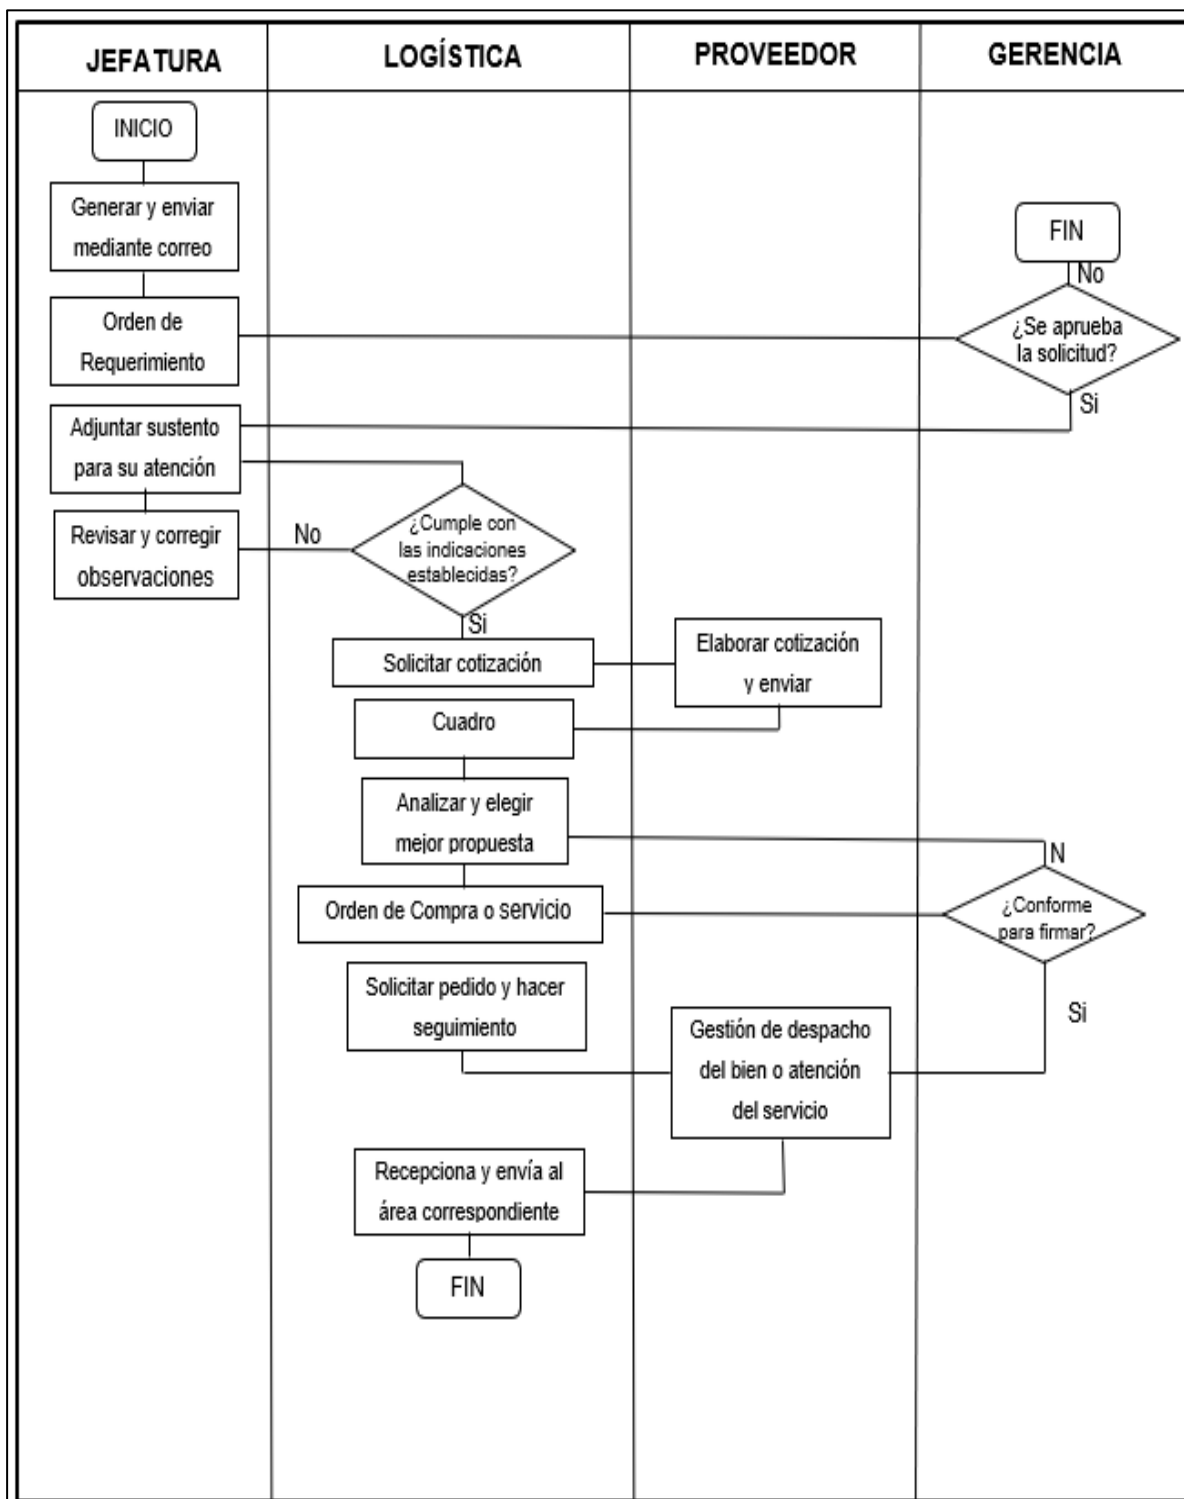 JEFATURA
LOGÍSTICA
PROVEEDOR
GERENCIA
INICIO
Generar y enviar
mediante correo
FIN
No
Orden de
Requerimiento
¿Se aprueba
la solicitud?
Si
Adjuntar sustento
para su atención
Revisar y corregir
observaciones
No
¿Cumple con
las indicaciones
establecidas?
Si
Solicitar cotización
Elaborar cotización
y enviar
Cuadro
Analizar y elegir
mejor propuesta
N
Orden de Compra o servicio
¿Conforme
para firmar?
Solicitar pedido y hacer
seguimiento
Si
Gestión de despacho
del bien o atención
del servicio
Recepciona y envía al
área correspondiente
FIN